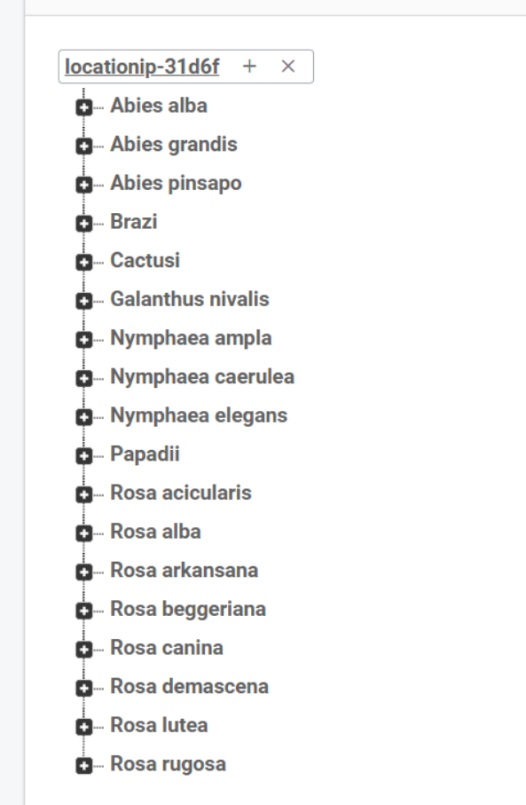 locationip-31d6f + ×
Abies alba
Abies grandis
Abies pinsapo
Brazi
Cactusi
Galanthus nivalis
Nymphaea ampla
Nymphaea caerulea
Nymphaea elegans
Papadii
Rosa acicularis
Rosa alba
Rosa arkansana
Rosa beggeriana
Rosa canina
Rosa demascena
Rosa lutea
Rosa rugosa